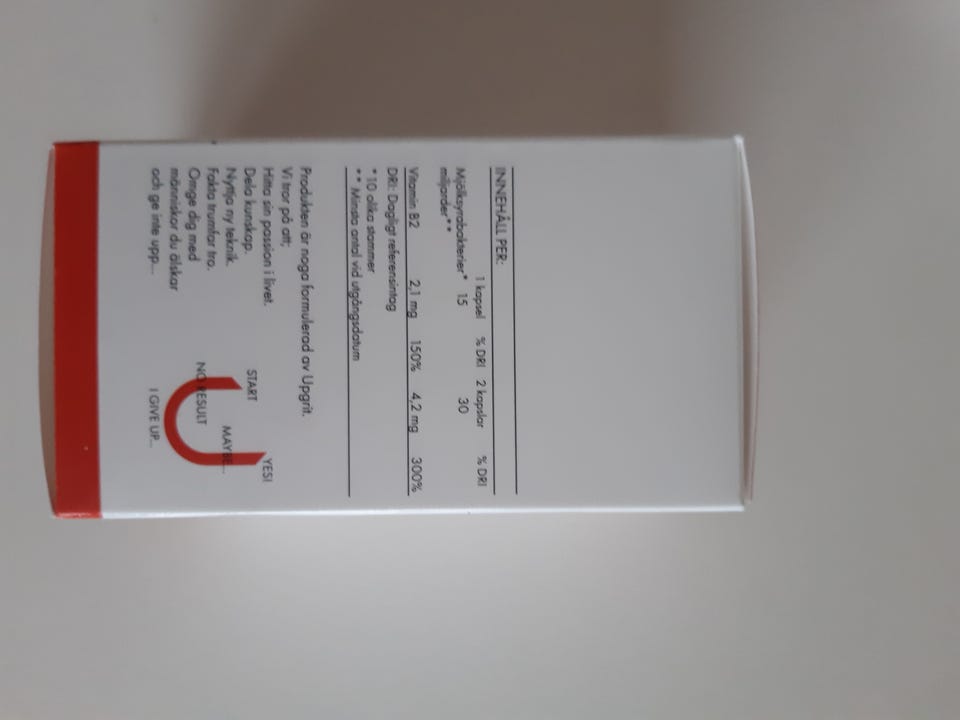 INNEHÅLL PER:
1 kapsel % DRI 2 kapslar % DRI
Mjölksyrabakterier* 15 30
miljarder**
Vitamin B2 2,1 mg 150% 4,2 mg 300%
DRI: Dagligt referensintag
*10 olika stammar
** Minsta antal vid utgångsdatum
Produkten är noga formulerad av Upgrit.
Vi tror på att;
Hitta sin passion i livet.
Dela kunskap.
Nyttja ny teknik.
Fakta trumfar tro.
Omge dig med
människor du älskar
och ge inte upp...
YES!
START
MAYBE...
NO RESULT
I GIVE UP...